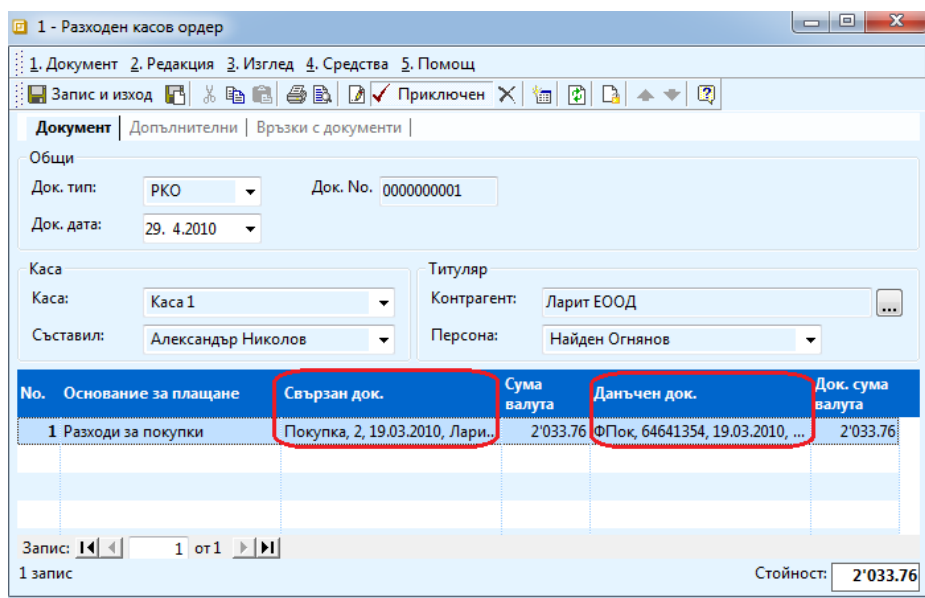 1 - Разходен касов ордер
1. Документ 2. Редакция 3. Изглед 4. Средства 5. Помощ
Запис и изход Приключен
Документ Допълнителни Връзки с документи
Общи
Док. тип: РКО Док. No. 0000000001
Док. дата: 29. 4.2010
Каса Титуляр
Каса: Каса 1 Контрагент: Ларит ЕООД ...
Съставил: Александър Николов Персона: Найден Огнянов
No. Основание за плащане Свързан док. Сума валута Данъчен док. Док. сума валута
1 Разходи за покупки Покупка, 2, 19.03.2010, Лари... 2'033.76 ФПок, 64641354, 19.03.2010, ... 2'033.76
Запис: 1 от 1
1 запис Стойност: 2'033.76